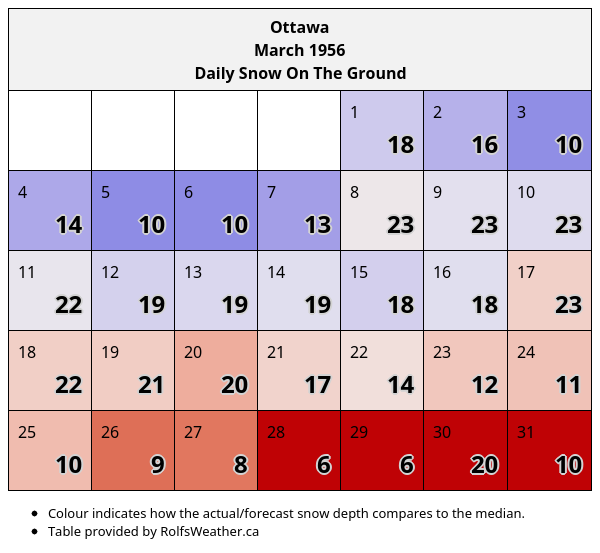 Ottawa
March 1956
Daily Snow On The Ground
1 2 3
18 16 10
4 5 6 7 8 9 10
14 10 10 13 23 23 23
11 12 13 14 15 16 17
22 19 19 19 18 18 23
18 19 20 21 22 23 24
22 21 20 17 14 12 11
25 26 27 28 29 30 31
10 9 8 6 6 20 10
• Colour indicates how the actual/forecast snow depth compares to the median.
• Table provided by RolfsWeather.ca